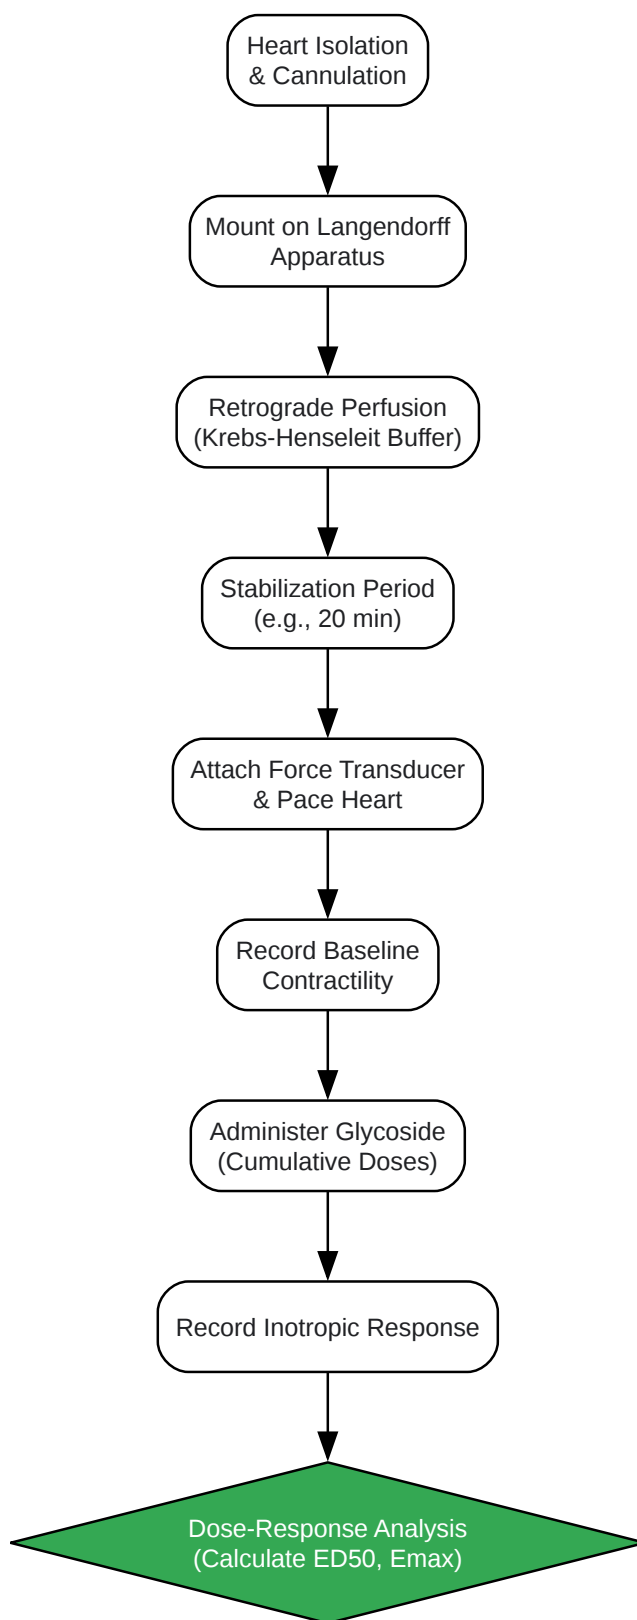 Heart Isolation
& Cannulation
Mount on Langendorff
Apparatus
Retrograde Perfusion
(Krebs-Henseleit Buffer)
Stabilization Period
(e.g., 20 min)
Attach Force Transducer
& Pace Heart
Record Baseline
Contractility
Administer Glycoside
(Cumulative Doses)
Record Inotropic Response
Dose-Response Analysis
(Calculate ED50, Emax)